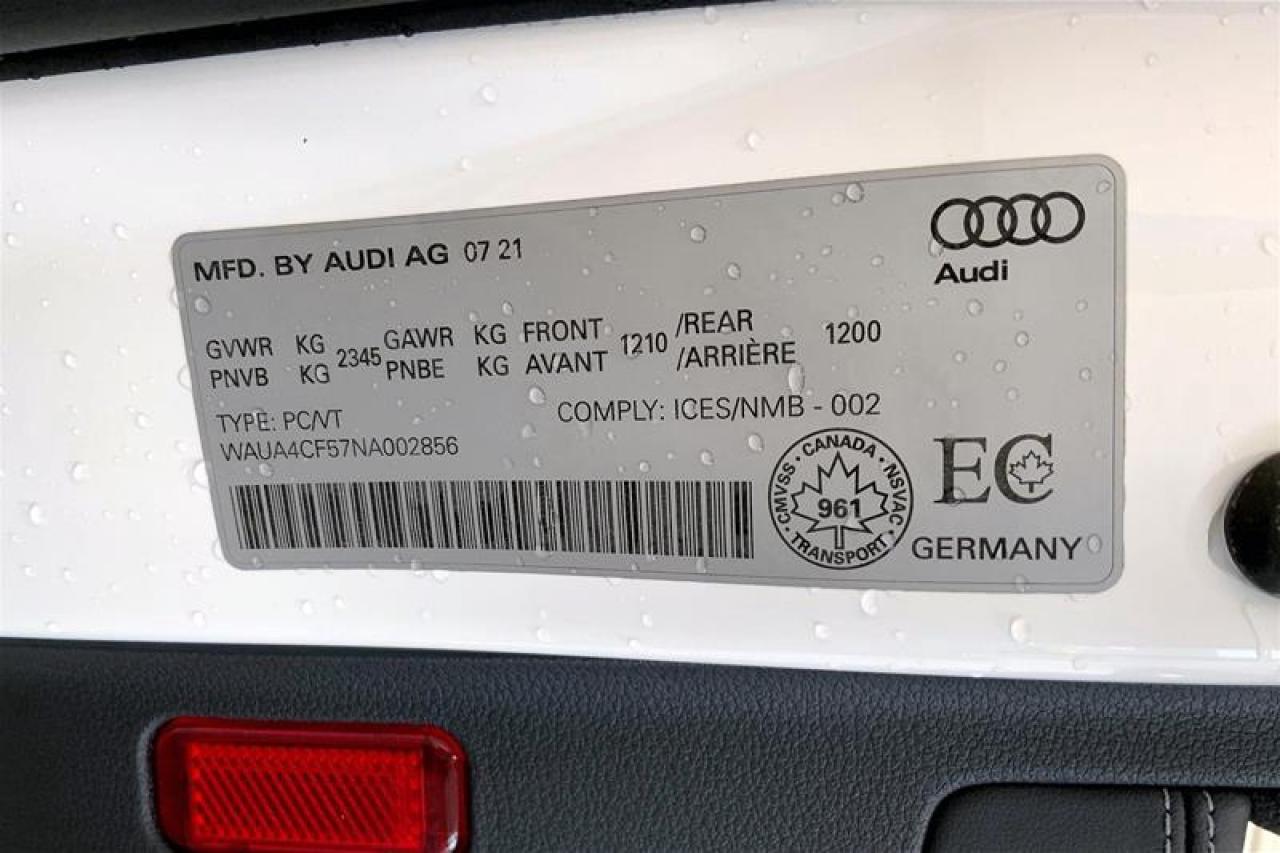 MFD. BY AUDI AG 07 21
Audi
GVWR KG 2345 GAWR KG FRONT 1210 /REAR 1200
PNVB KG PNBE KG AVANT /ARRIÈRE
TYPE: PC/VT
COMPLY: ICES/NMB - 002
WAUA4CF57NA002856
CMVSS · CANADA · NSVAC · TRANSPORT ·
961
EC
GERMANY